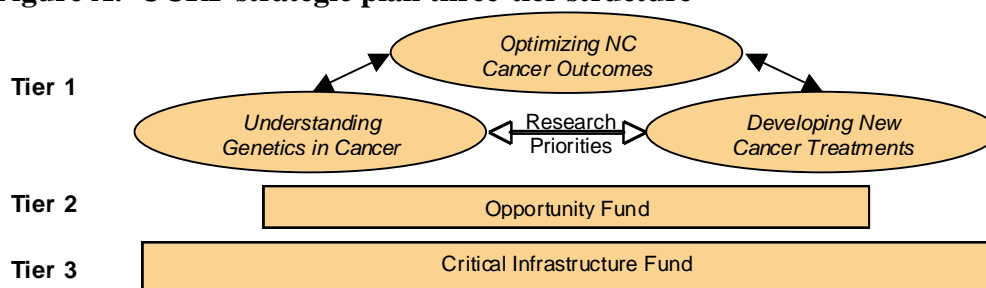 Figure strategic plan three-tier structure
Optimizing NC
Cancer Outcomes
Tier 1
Understanding
Genetics in Cancer
Research
Priorities
Developing New
Cancer Treatments
Tier 2
Opportunity Fund
Tier 3
Critical Infrastructure Fund